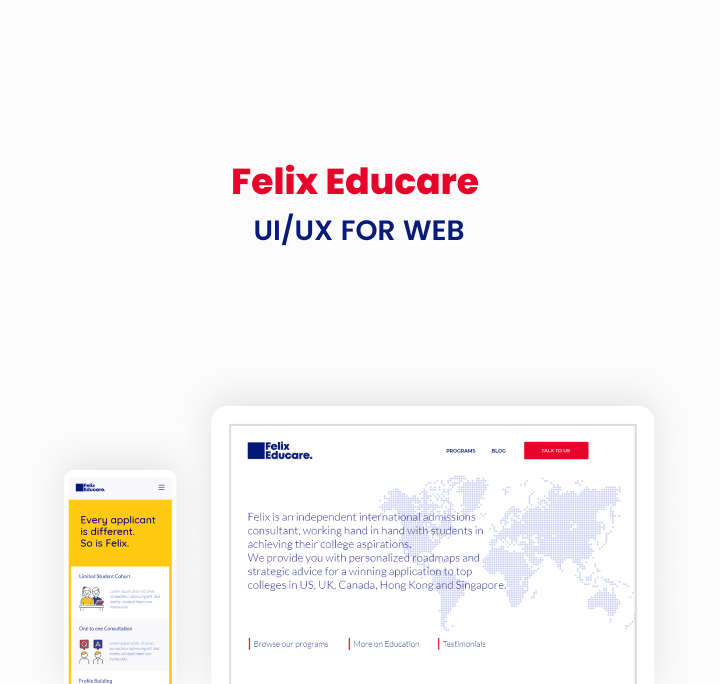 Felix Educare
UI/UX FOR WEB
Felix
Educare.
PROGRAMS
BLOG
TALK TO US
Felix is an independent international admissions
consultant, working hand in hand with students in
achieving their college aspirations.
We provide you with personalized roadmaps and
strategic advice for a winning application to top
colleges in US, UK, Canada, Hong Kong and Singapore.
Browse our programs
More on Education
Testimonials
Felix
Educare.
Every applicant
is different.
So is Felix.
Limited Student Cohort
One to one Consultation
Profile Building